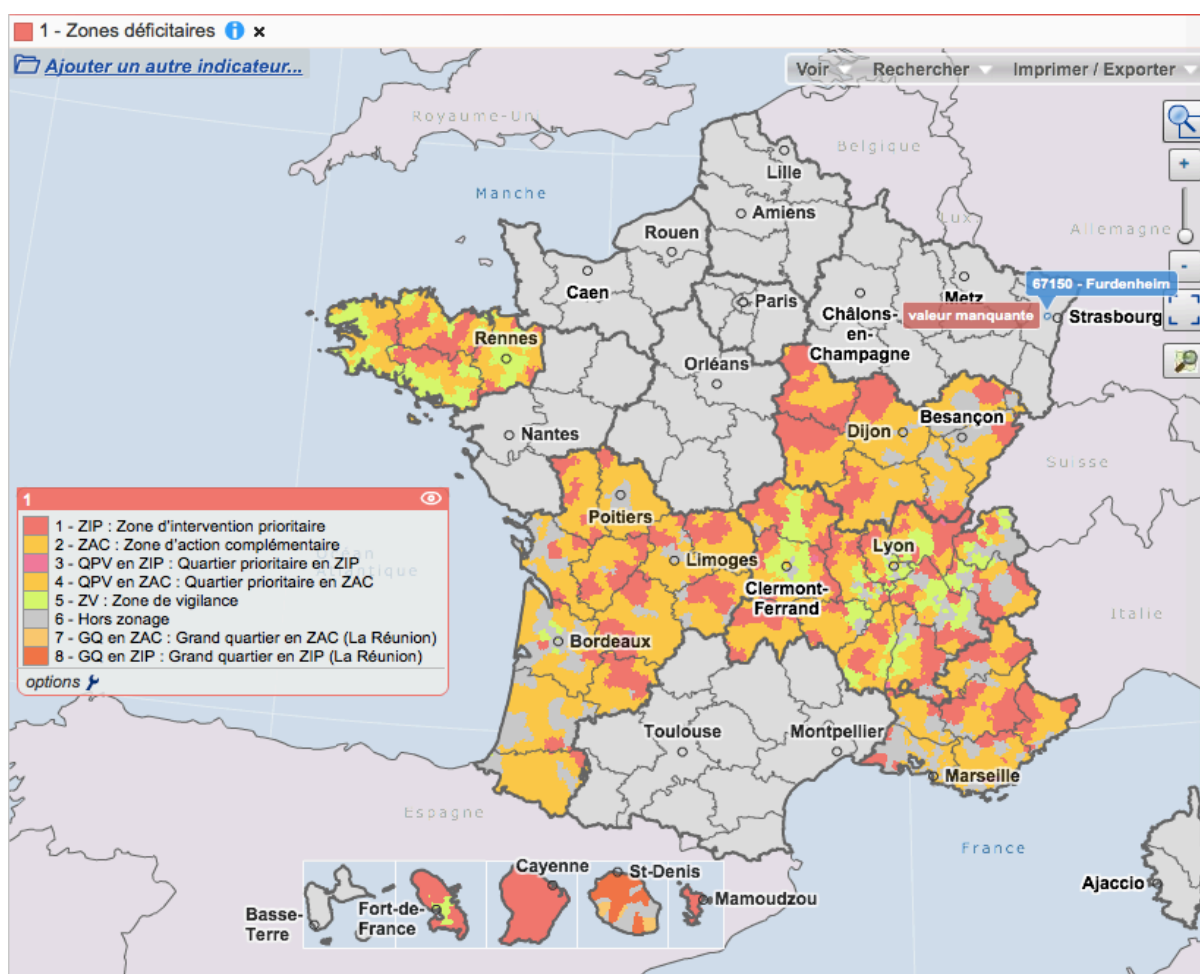 1 - Zones déficitaires i ×
Ajouter un autre indicateur...
Voir Rechercher Imprimer / Exporter
Royaume-Uni
Belgique
Lille
Manche
Amiens
Lux.
Allemagne
Rouen
Caen
Paris
Metz
67150 - Furdenheim
valeur manquante
Strasbourg
Châlons-
en-
Champagne
Rennes
Orléans
Dijon
Besançon
Nantes
Suisse
Poitiers
Limoges
Lyon
Clermont-
Ferrand
Italie
Océan
Atlantique
1
1 - ZIP : Zone d'intervention prioritaire
2 - ZAC : Zone d'action complémentaire
3 - QPV en ZIP : Quartier prioritaire en ZIP
4 - QPV en ZAC : Quartier prioritaire en ZAC
5 - ZV : Zone de vigilance
6 - Hors zonage
7 - GQ en ZAC : Grand quartier en ZAC (La Réunion)
8 - GQ en ZIP : Grand quartier en ZIP (La Réunion)
options
Bordeaux
Toulouse
Montpellier
Marseille
Espagne
France
Ajaccio
Basse-
Terre
Fort-de-
France
Cayenne
St-Denis
Mamoudzou
+
-